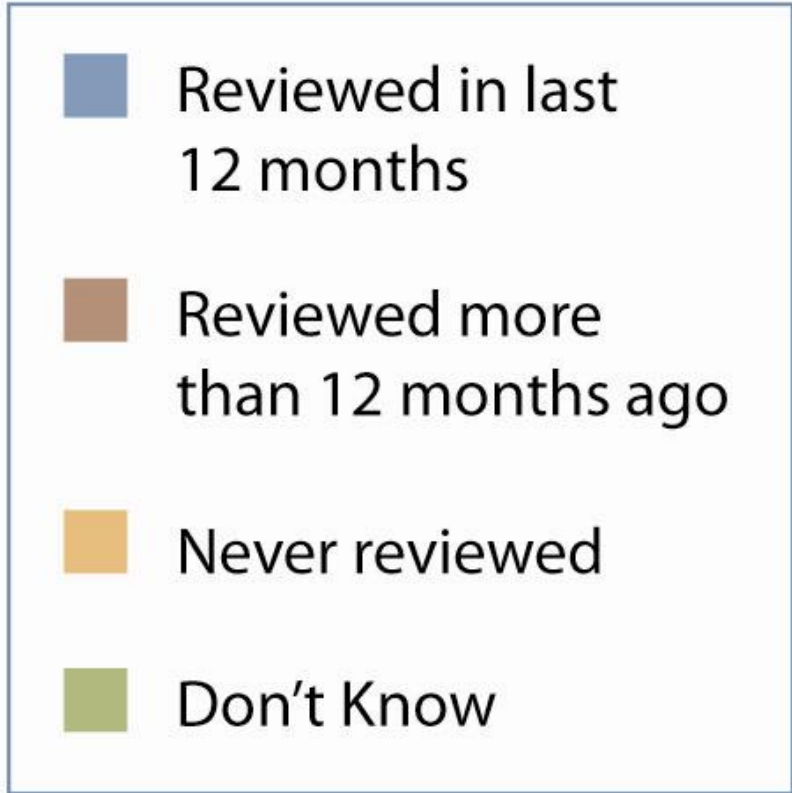 Reviewed in last
12 months
Reviewed more
than 12 months ago
Never reviewed
Don’t Know